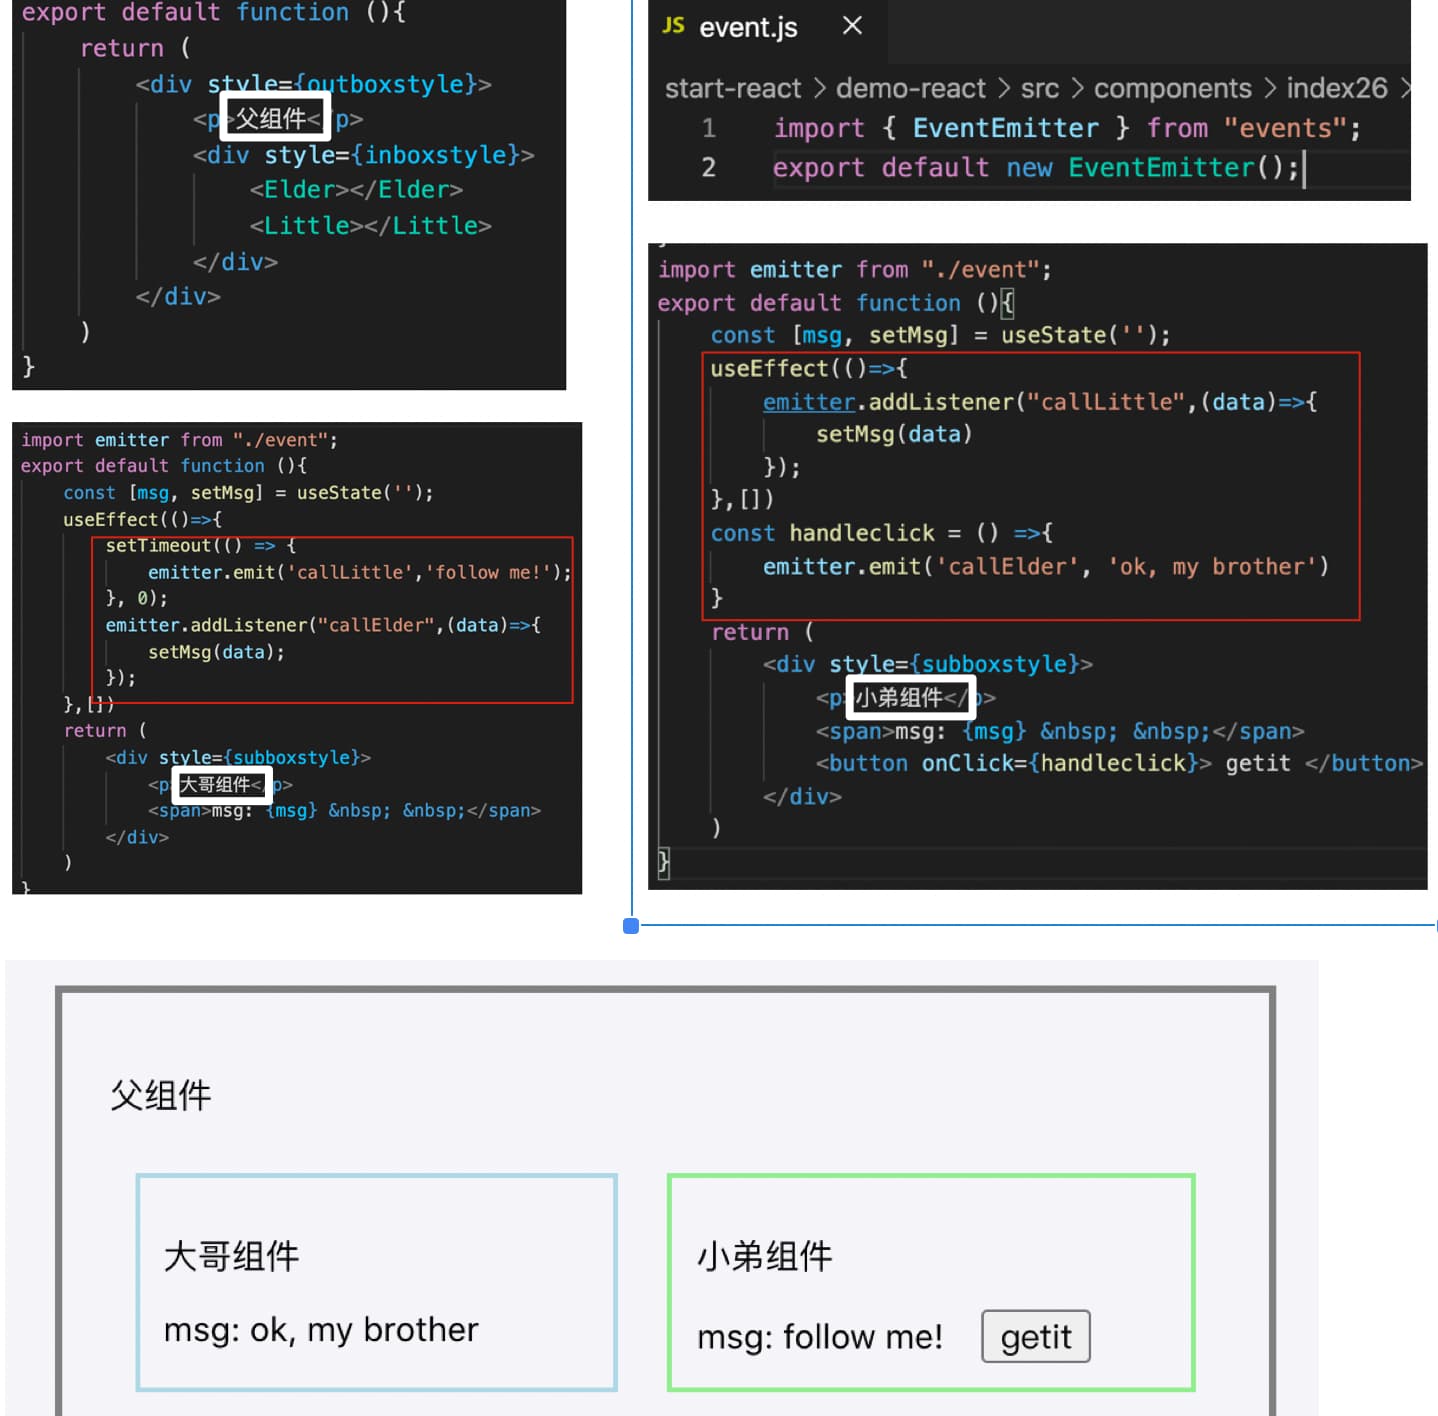 export default function (){
return (
<div style={outboxstyle}>
<p>父组件</p>
<div style={inboxstyle}>
<Elder></Elder>
<Little></Little>
</div>
</div>
)
}
import emitter from "./event";
export default function (){
const [msg, setMsg] = useState('');
useEffect(()=>{
setTimeout(() => {
emitter.emit('callLittle','follow me!');
}, 0);
emitter.addListener("callElder",(data)=>{
setMsg(data);
});
},[])
return (
<div style={subboxstyle}>
<p>大哥组件</p>
<span>msg: {msg} &nbsp; &nbsp;</span>
</div>
)
}
JS event.js ×
start-react > demo-react > src > components > index26 >
1 import { EventEmitter } from "events";
2 export default new EventEmitter();
import emitter from "./event";
export default function (){
const [msg, setMsg] = useState('');
useEffect(()=>{
emitter.addListener("callLittle",(data)=>{
setMsg(data)
});
},[])
const handleclick = () =>{
emitter.emit('callElder', 'ok, my brother')
}
return (
<div style={subboxstyle}>
<p>小弟组件</p>
<span>msg: {msg} &nbsp; &nbsp;</span>
<button onClick={handleclick}> getit </button>
</div>
)
}
父组件
大哥组件
msg: ok, my brother
小弟组件
msg: follow me! getit